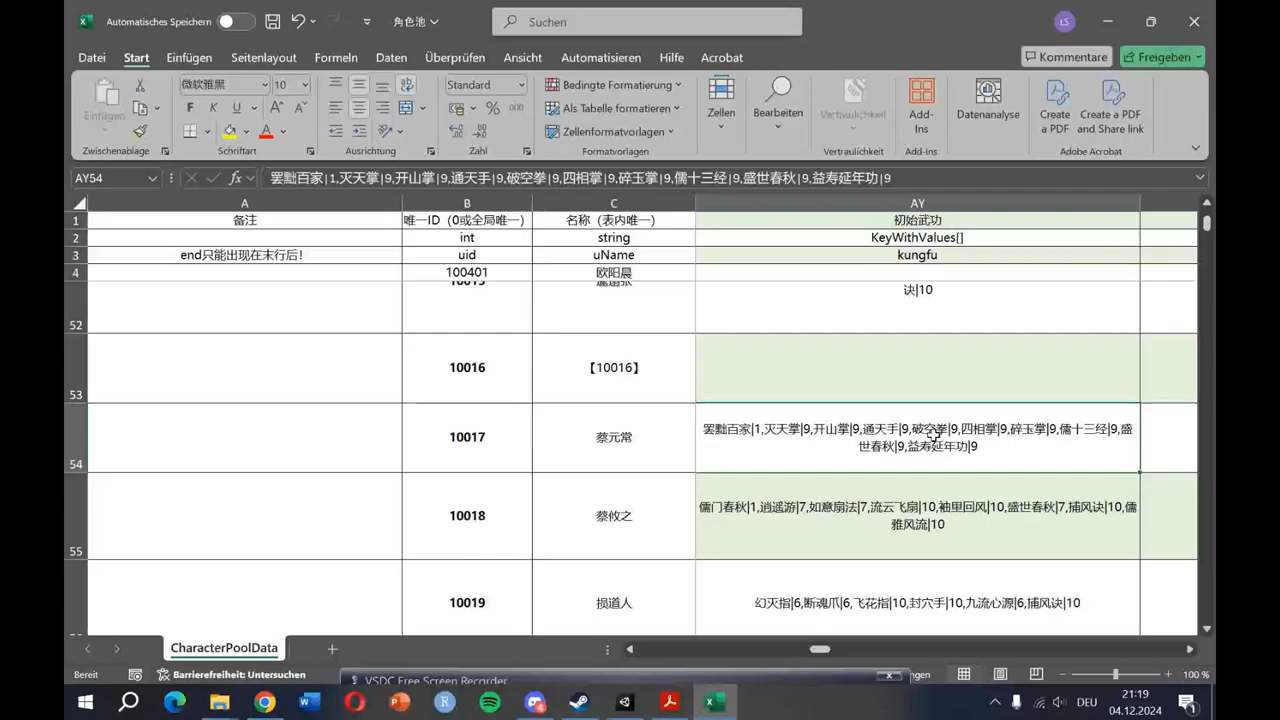 Automatisches Speichern
角色池
Suchen
LS
Datei Start Einfügen Seitenlayout Formeln Daten Überprüfen Ansicht Automatisieren Hilfe Acrobat
Kommentare
Freigeben
Einfügen
微软雅黑 10
F K U
Standard
Bedingte Formatierung
Als Tabelle formatieren
Zellenformatvorlagen
Zellen
Bearbeiten
Vertraulichkeit
Add-Ins
Datenanalyse
Create a PDF
Create a PDF and Share link
Zwischenablage Schriftart Ausrichtung Zahl Formatvorlagen Vertraulichkeit Add-Ins Adobe Acrobat
AY54 fx 罢黜百家|1,灭天掌|9,开山掌|9,通天手|9,破空拳|9,四相掌|9,碎玉掌|9,儒十三经|9,盛世春秋|9,益寿延年功|9
A B C AY
1 备注 唯一ID（0或全局唯一） 名称（表内唯一） 初始武功
2 int string KeyWithValues[]
3 end只能出现在末行后! uid uName kungfu
4 100401 欧阳晨
诀|10
52
53 10016 【10016】
54 10017 蔡元常 罢黜百家|1,灭天掌|9,开山掌|9,通天手|9,破空拳|9,四相掌|9,碎玉掌|9,儒十三经|9,盛
世春秋|9,益寿延年功|9
55 10018 蔡攸之 儒门春秋|1,逍遥游|7,如意扇法|7,流云飞扇|10,袖里回风|10,盛世春秋|7,捕风诀|10,儒
雅风流|10
10019 损道人 幻灭指|6,断魂爪|6,飞花指|10,封穴手|10,九流心源|6,捕风诀|10
CharacterPoolData
Bereit Barrierefreiheit: Untersuchen
VSDC Free Screen Recorder
100 %
DEU
21:19
04.12.2024